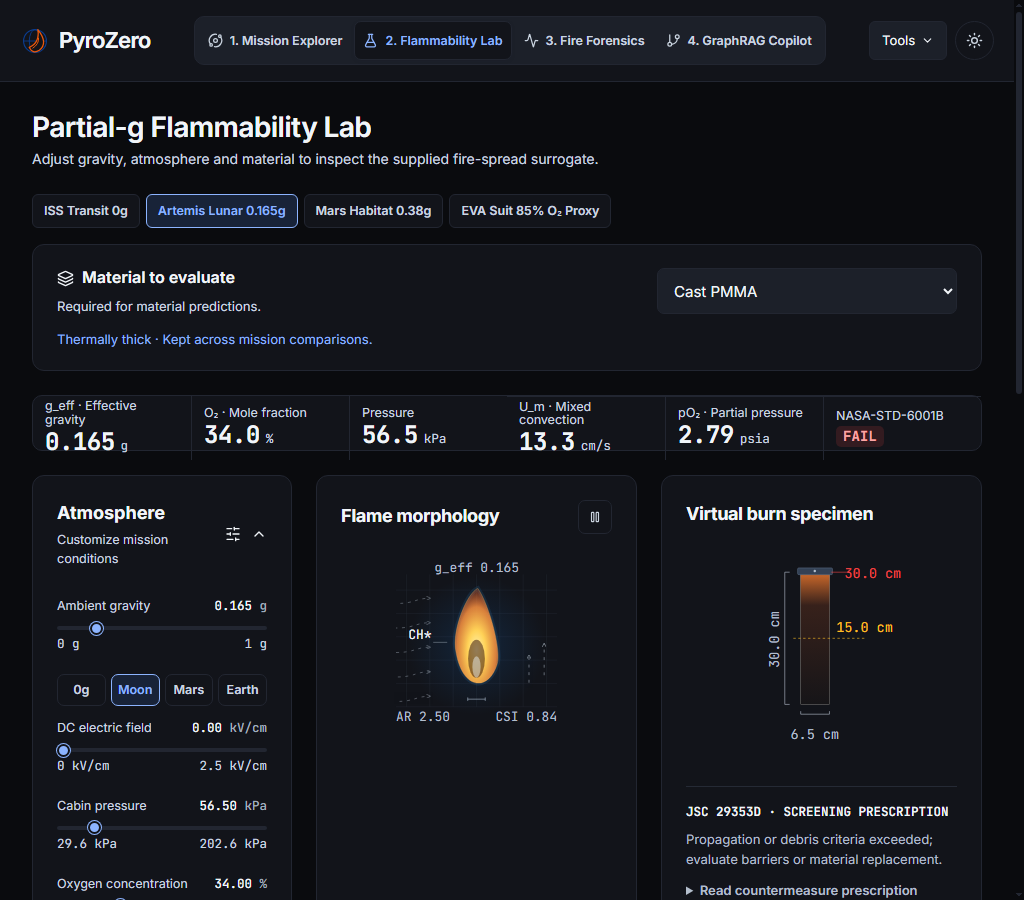 PyroZero
1. Mission Explorer
2. Flammability Lab
3. Fire Forensics
4. GraphRAG Copilot
Tools
Partial-g Flammability Lab
Adjust gravity, atmosphere and material to inspect the supplied fire-spread surrogate.
ISS Transit 0g
Artemis Lunar 0.165g
Mars Habitat 0.38g
EVA Suit 85% O₂ Proxy
Material to evaluate
Required for material predictions.
Thermally thick · Kept across mission comparisons.
Cast PMMA
g_eff · Effective
gravity
0.165 g
O₂ · Mole fraction
34.0 %
Pressure
56.5 kPa
U_m · Mixed
convection
13.3 cm/s
pO₂ · Partial pressure
2.79 psia
NASA-STD-6001B
FAIL
Atmosphere
Customize mission
conditions
Ambient gravity 0.165 g
0 g 1 g
0g Moon Mars Earth
DC electric field 0.00 kV/cm
0 kV/cm 2.5 kV/cm
Cabin pressure 56.50 kPa
29.6 kPa 202.6 kPa
Oxygen concentration 34.00 %
Flame morphology
g_eff 0.165
CH*
AR 2.50 CSI 0.84
Virtual burn specimen
30.0 cm
15.0 cm
30.0 cm
6.5 cm
JSC 29353D · SCREENING PRESCRIPTION
Propagation or debris criteria exceeded;
evaluate barriers or material replacement.
Read countermeasure prescription